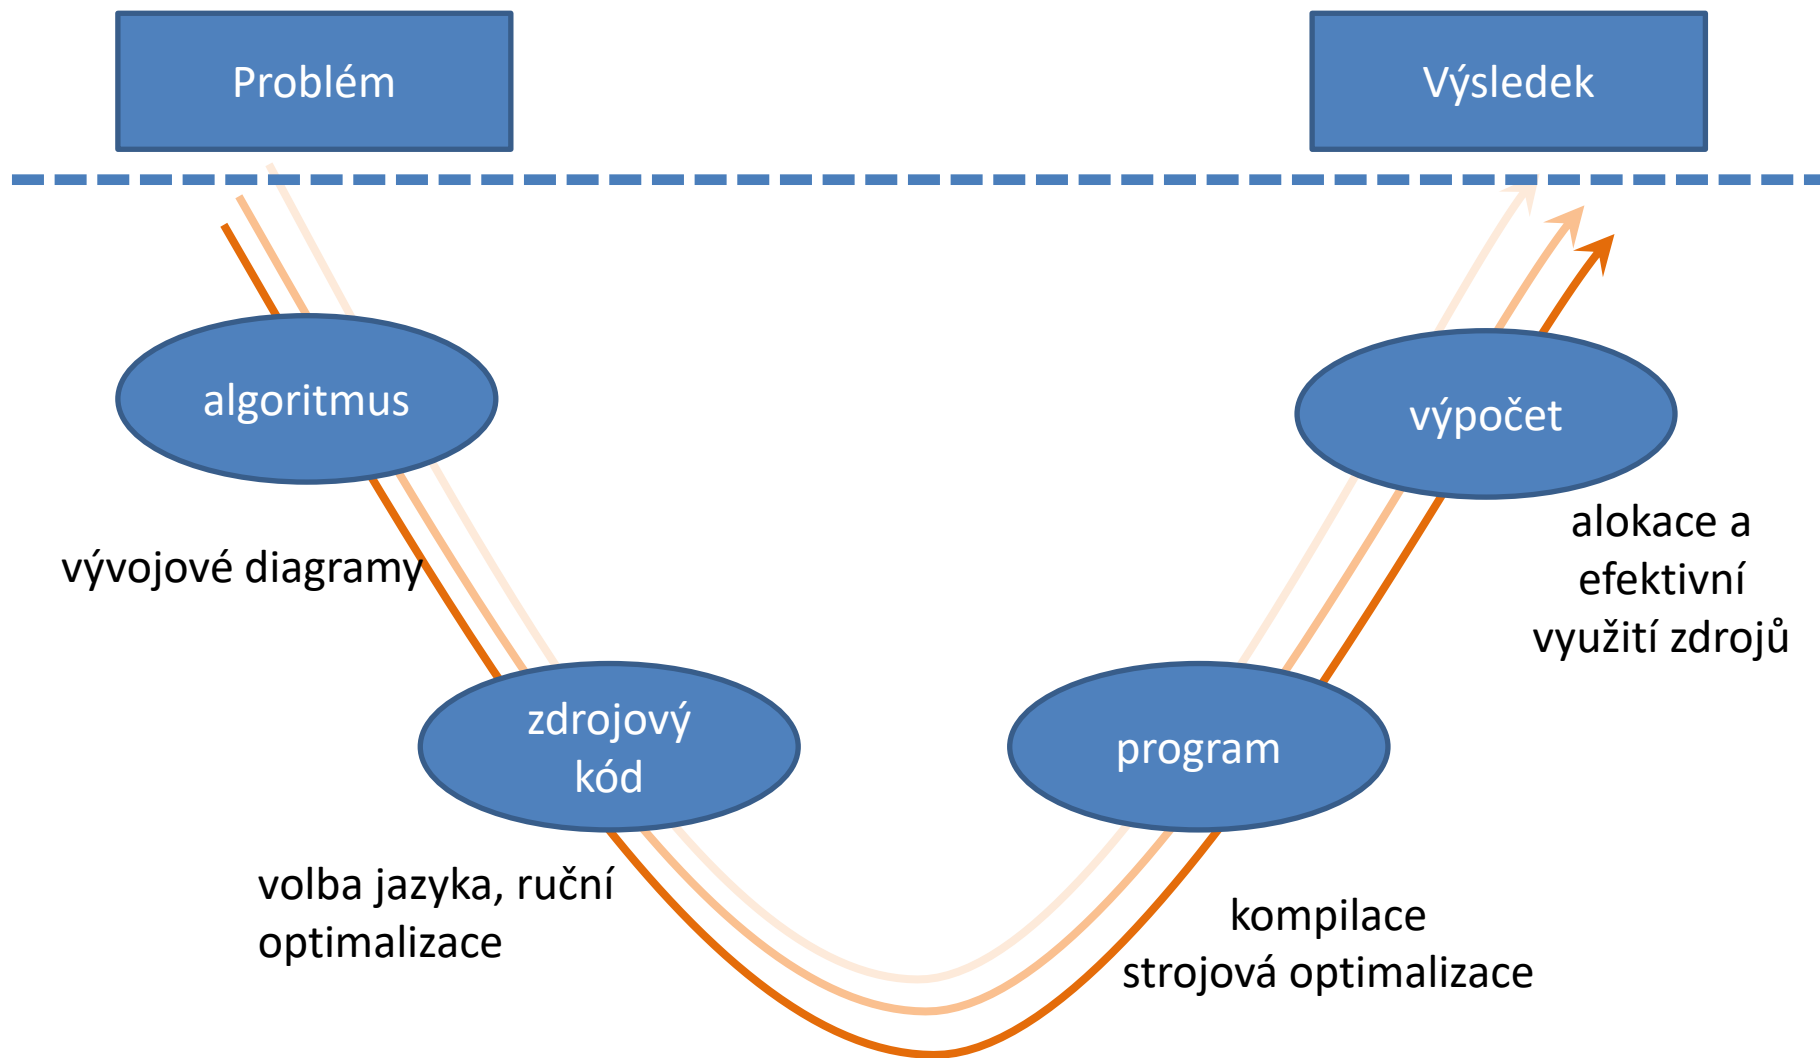 Problém
Výsledek
algoritmus
výpočet
vývojové diagramy
alokace a
efektivní
využití zdrojů
zdrojový
kód
program
volba jazyka, ruční
optimalizace
kompilace
strojová optimalizace